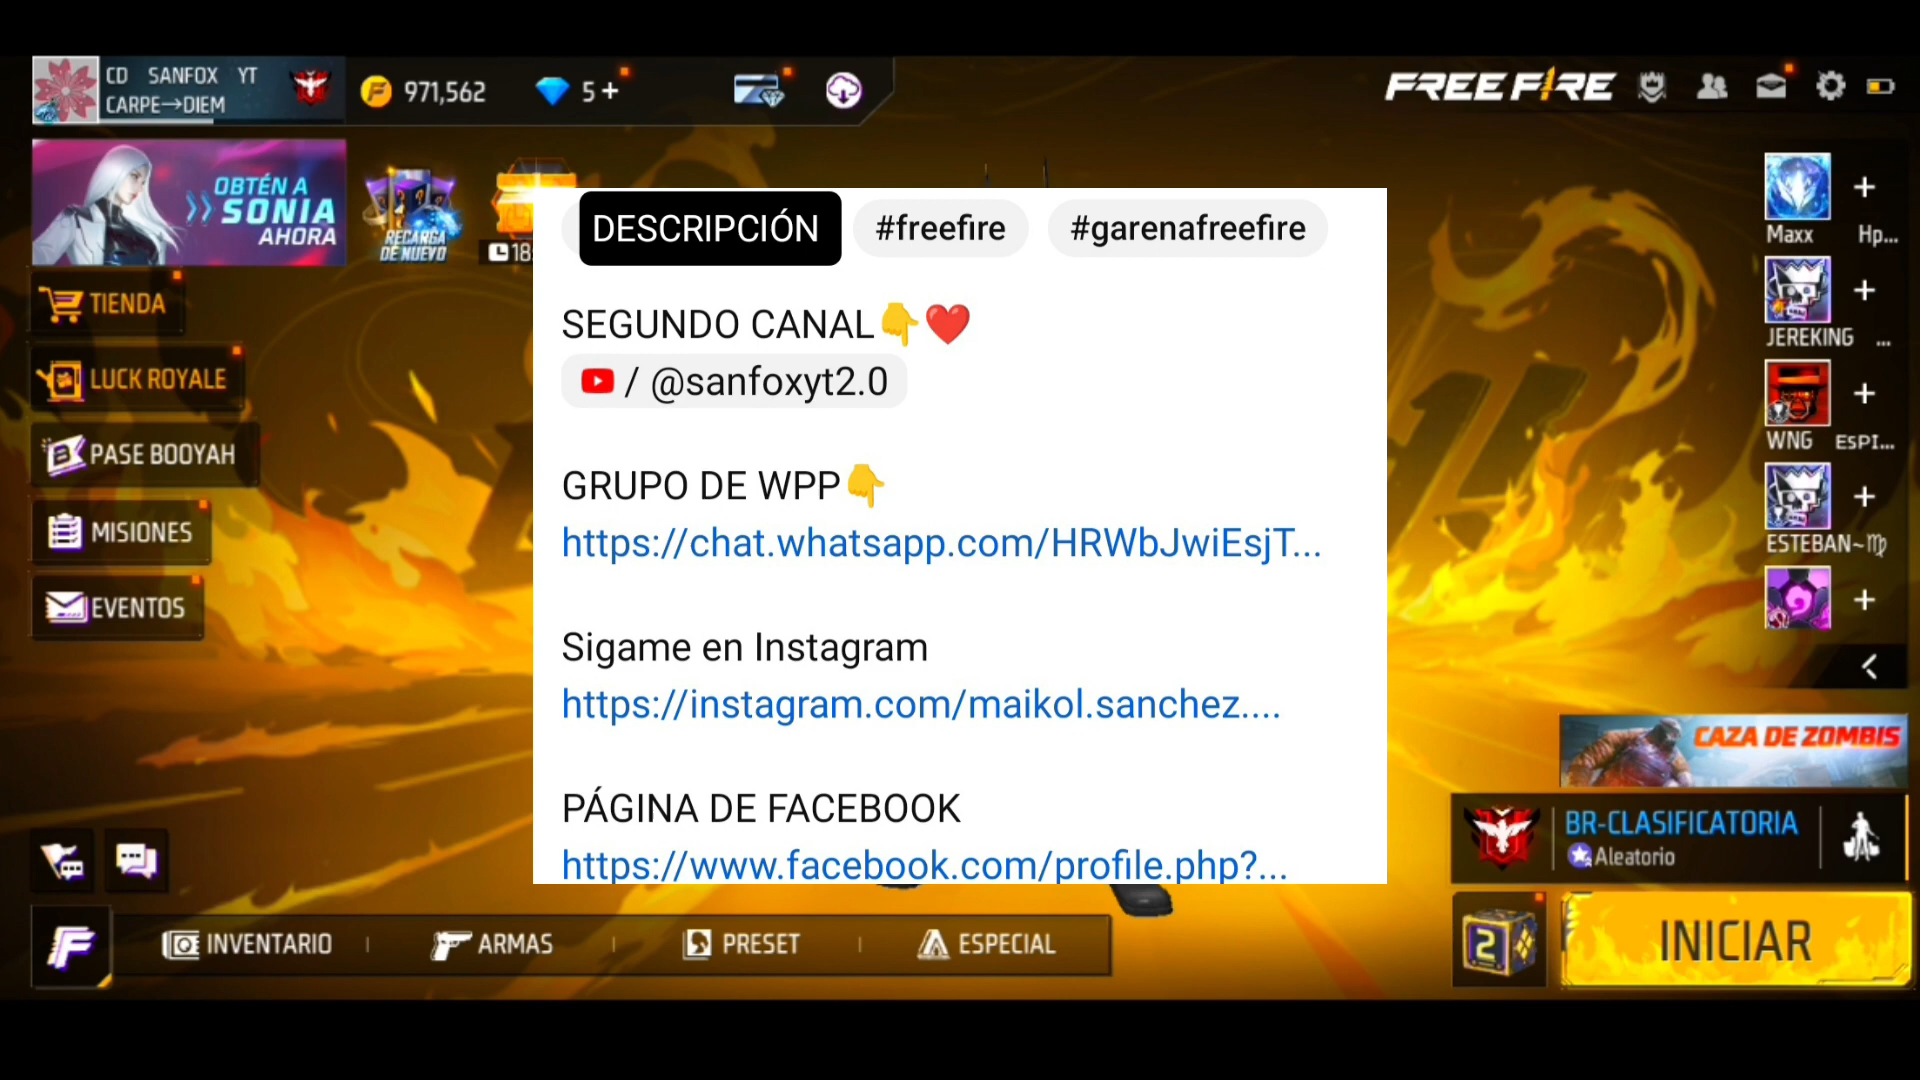 CD SANFOX YT
CARPE→DIEM
971,562
5+
FREE FIRE
OBTÉN A
SONIA
AHORA
RECARGA
DE NUEVO
18
TIENDA
LUCK ROYALE
PASE BOOYAH
MISIONES
EVENTOS
DESCRIPCIÓN #freefire #garenafreefire
SEGUNDO CANAL👇❤️
/ @sanfoxyt2.0
GRUPO DE WPP👇
https://chat.whatsapp.com/HRWbJwiEsjT...
Sigame en Instagram
https://instagram.com/maikol.sanchez....
PÁGINA DE FACEBOOK
https://www.facebook.com/profile.php?...
Maxx Hp...
JEREKING ...
WNG EsPI...
ESTEBAN~♍
CAZA DE ZOMBIS
BR-CLASIFICATORIA
Aleatorio
INVENTARIO
ARMAS
PRESET
ESPECIAL
2
INICIAR